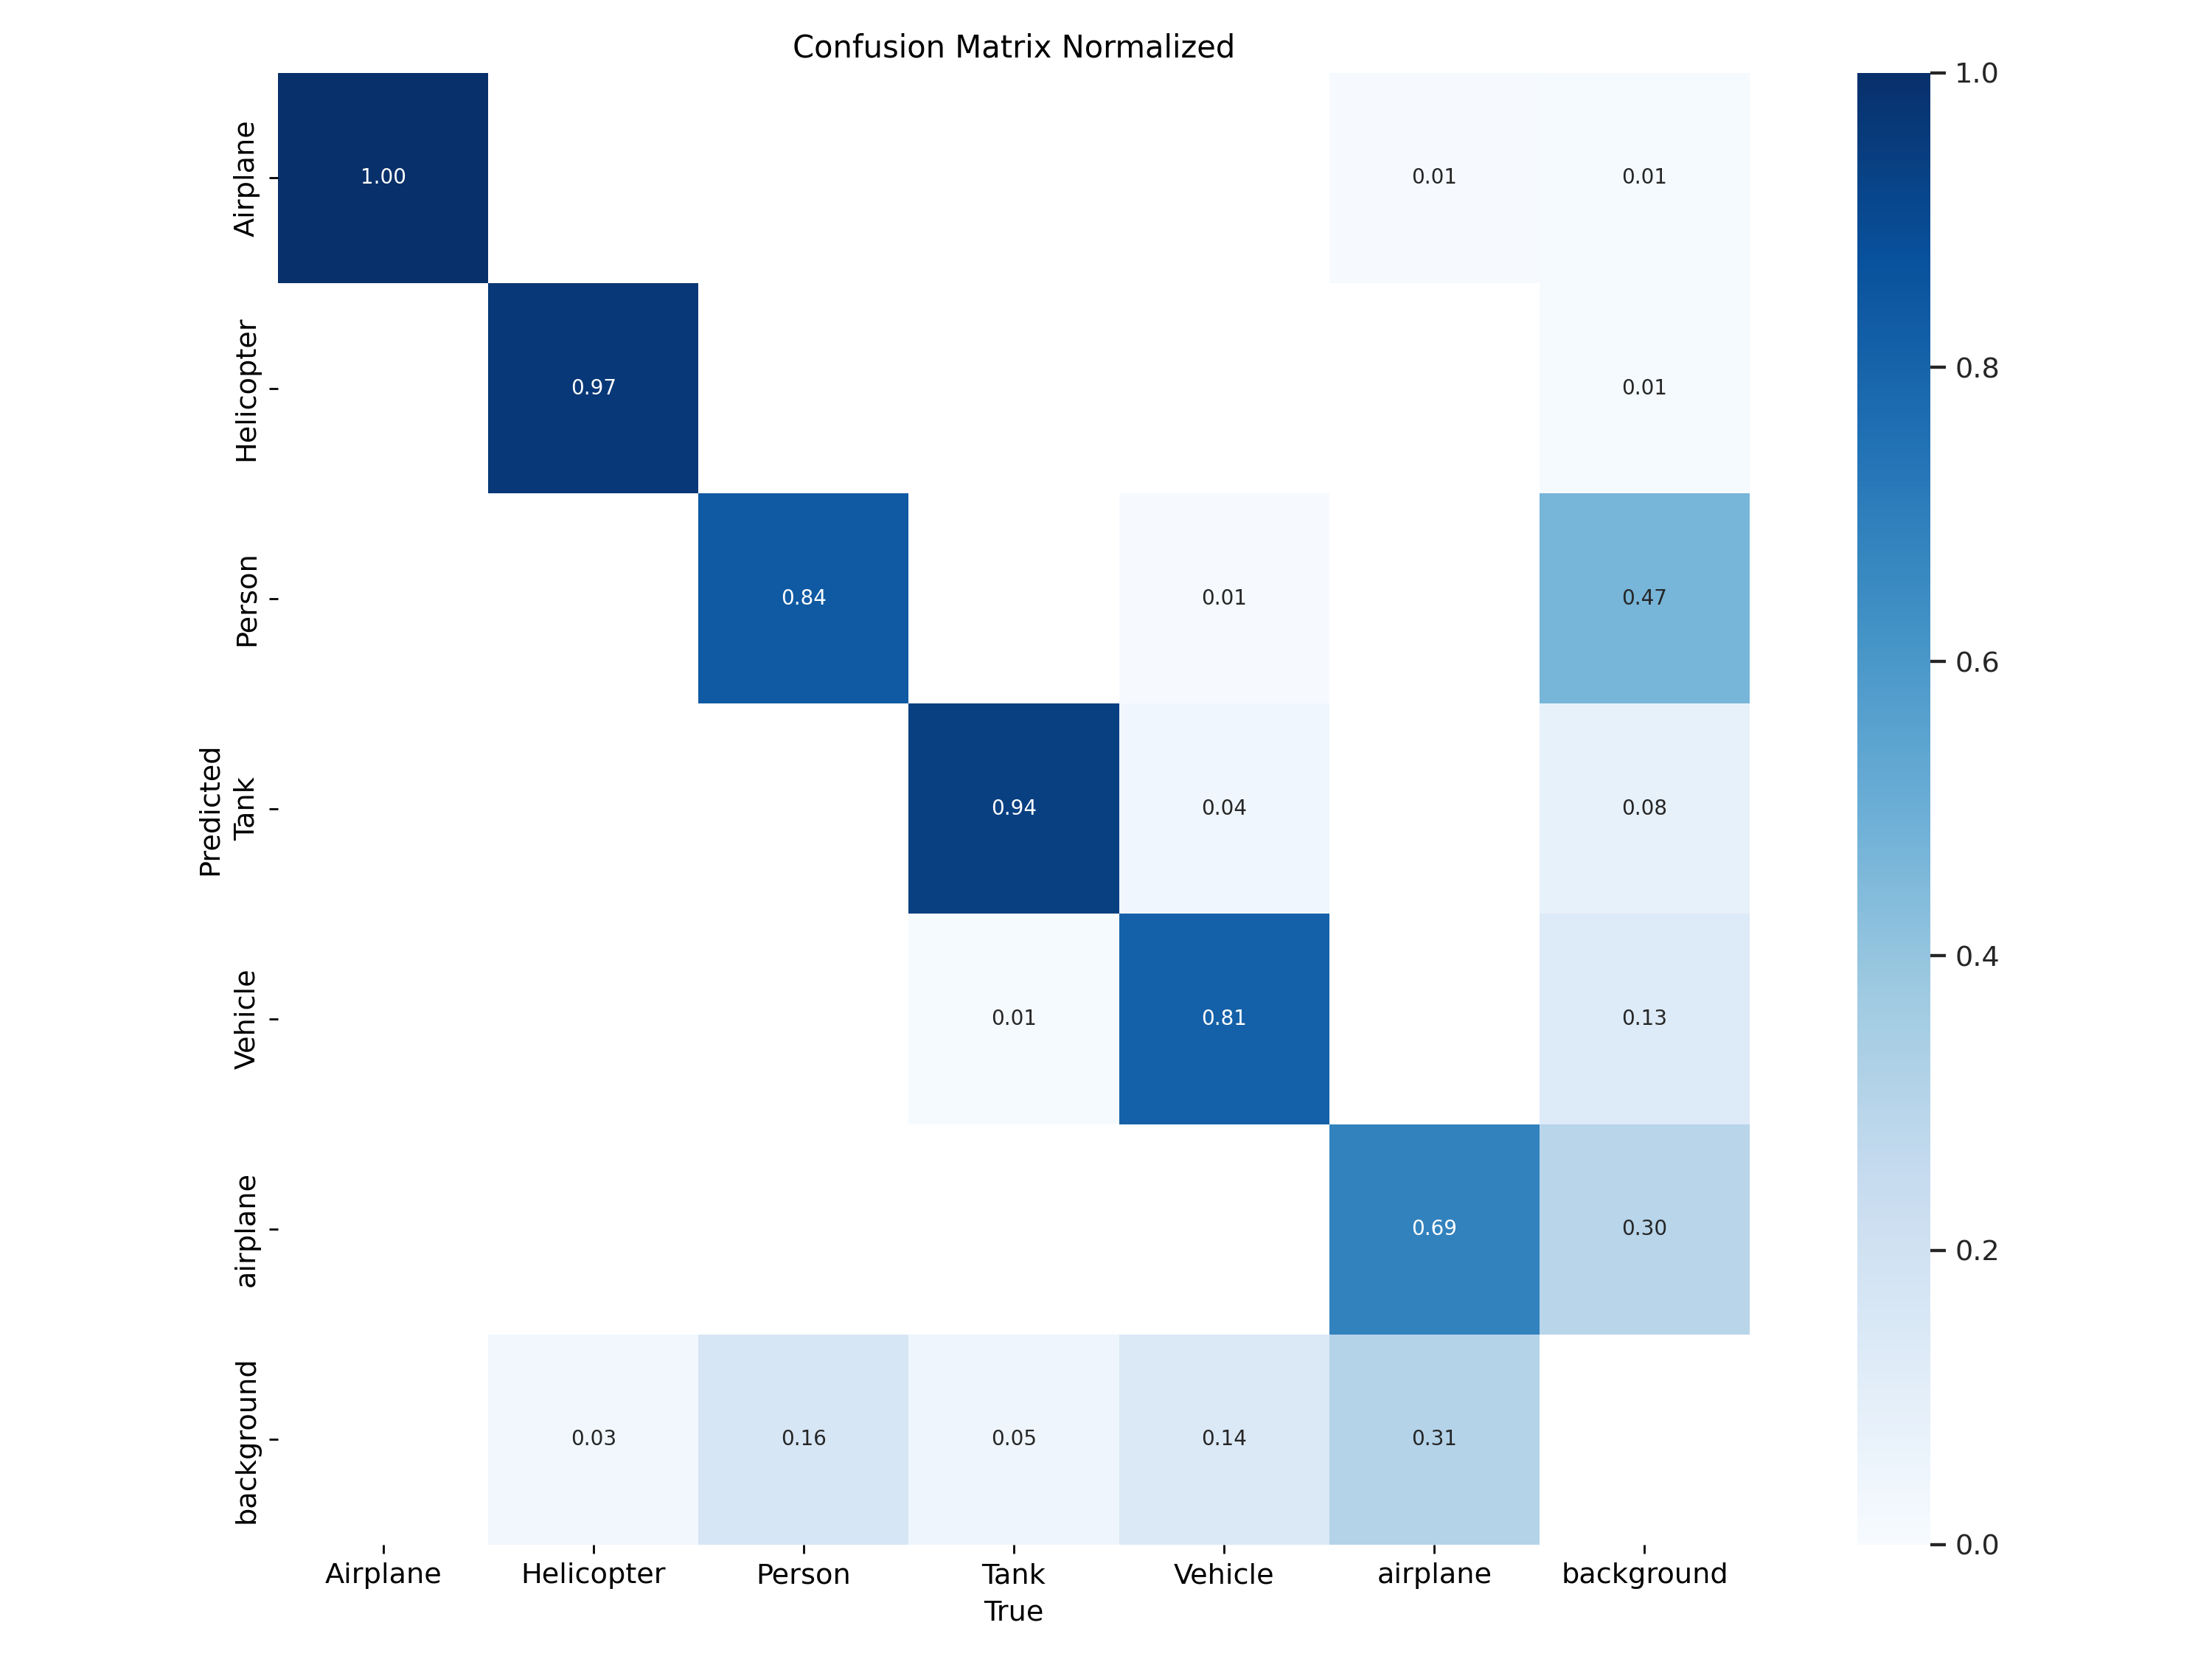 Confusion Matrix Normalized
Predicted
Airplane
1.00 0.01 0.01
Helicopter
0.97 0.01
Person
0.84 0.01 0.47
Tank
0.94 0.04 0.08
Vehicle
0.01 0.81 0.13
airplane
0.69 0.30
background
0.03 0.16 0.05 0.14 0.31
Airplane Helicopter Person Tank Vehicle airplane background
True
1.0
0.8
0.6
0.4
0.2
0.0